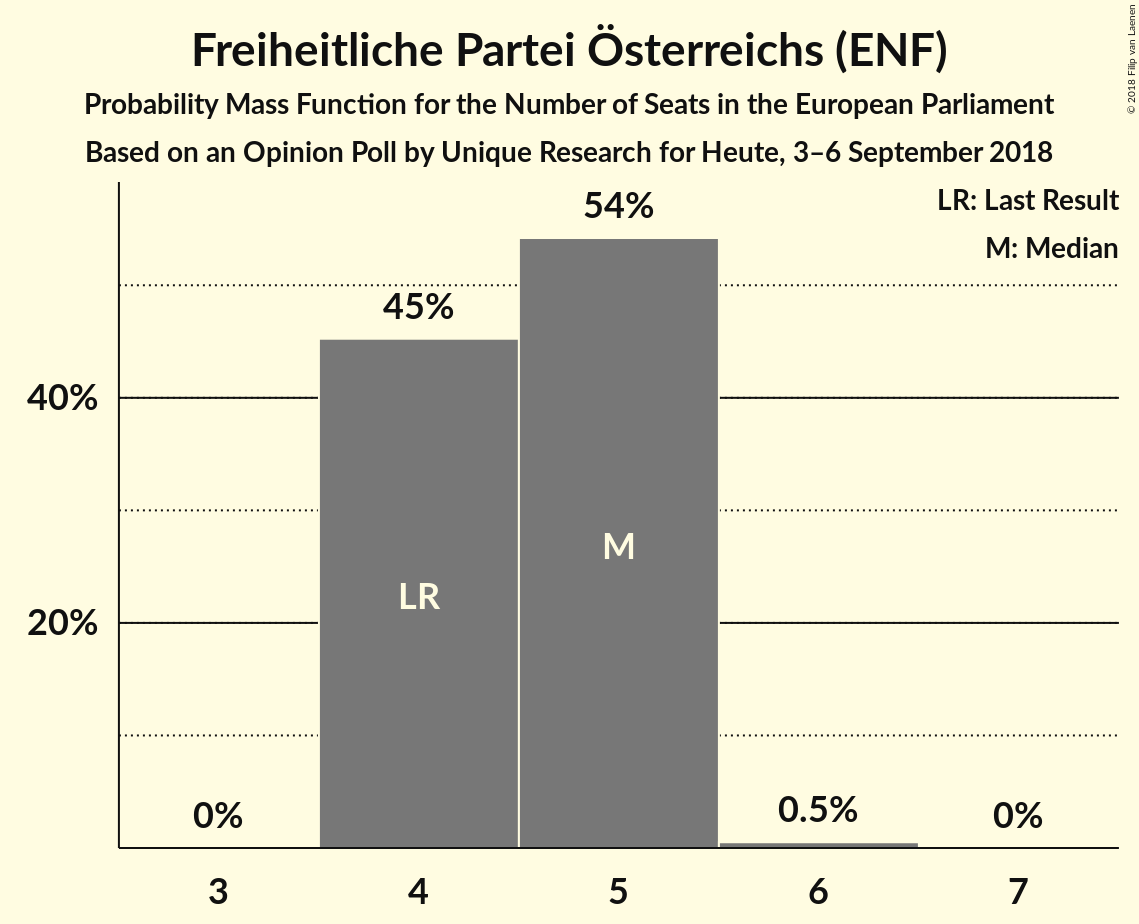 Freiheitliche Partei Österreichs (ENF)
Probability Mass Function for the Number of Seats in the European Parliament
Based on an Opinion Poll by Unique Research for Heute, 3–6 September 2018
© 2018 Filip van Laenen
LR: Last Result
M: Median
54%
45%
40%
M
LR
20%
0%
0.5%
0%
3
4
5
6
7